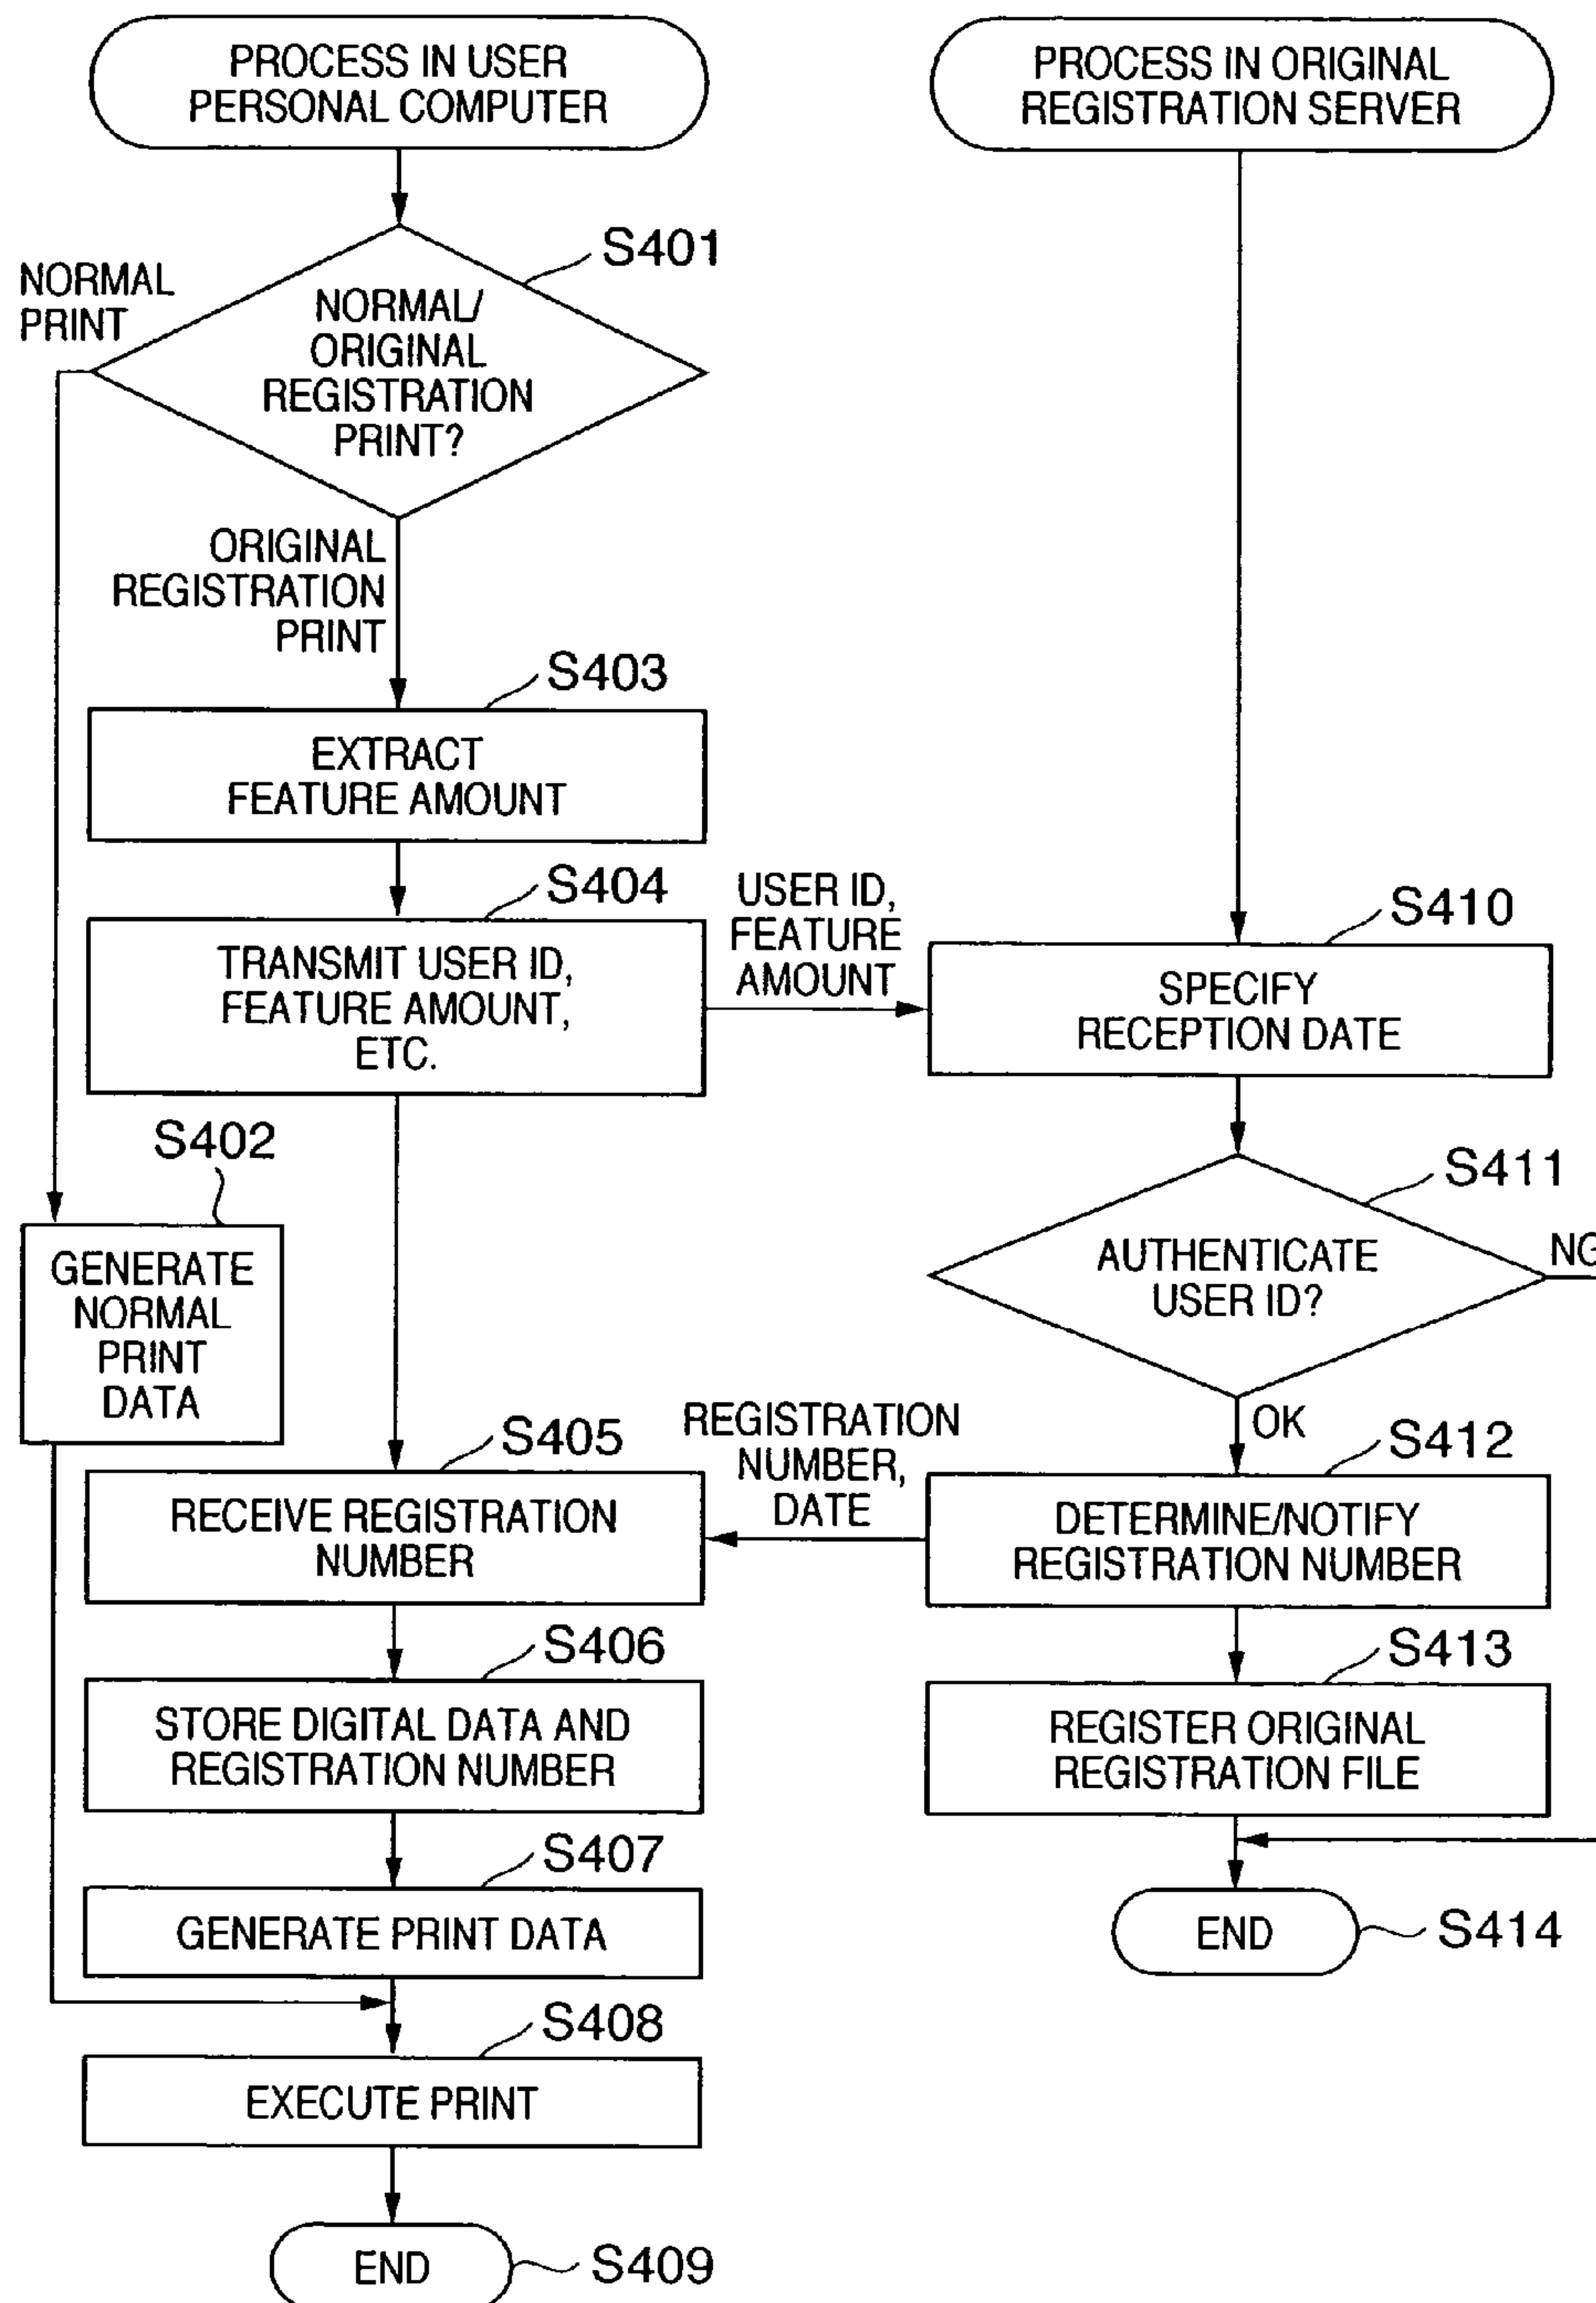 PROCESS IN USER
PERSONAL COMPUTER
PROCESS IN ORIGINAL
REGISTRATION SERVER
S401
NORMAL
PRINT
NORMAL/
ORIGINAL
REGISTRATION
PRINT?
ORIGINAL
REGISTRATION
PRINT
S403
EXTRACT
FEATURE AMOUNT
S404
TRANSMIT USER ID,
FEATURE AMOUNT,
ETC.
USER ID,
FEATURE
AMOUNT
S410
SPECIFY
RECEPTION DATE
S402
GENERATE
NORMAL
PRINT
DATA
S411
AUTHENTICATE
USER ID?
NG
OK
S405
RECEIVE REGISTRATION
NUMBER
REGISTRATION
NUMBER,
DATE
S412
DETERMINE/NOTIFY
REGISTRATION NUMBER
S406
STORE DIGITAL DATA AND
REGISTRATION NUMBER
S413
REGISTER ORIGINAL
REGISTRATION FILE
S407
GENERATE PRINT DATA
END
S414
S408
EXECUTE PRINT
END
S409